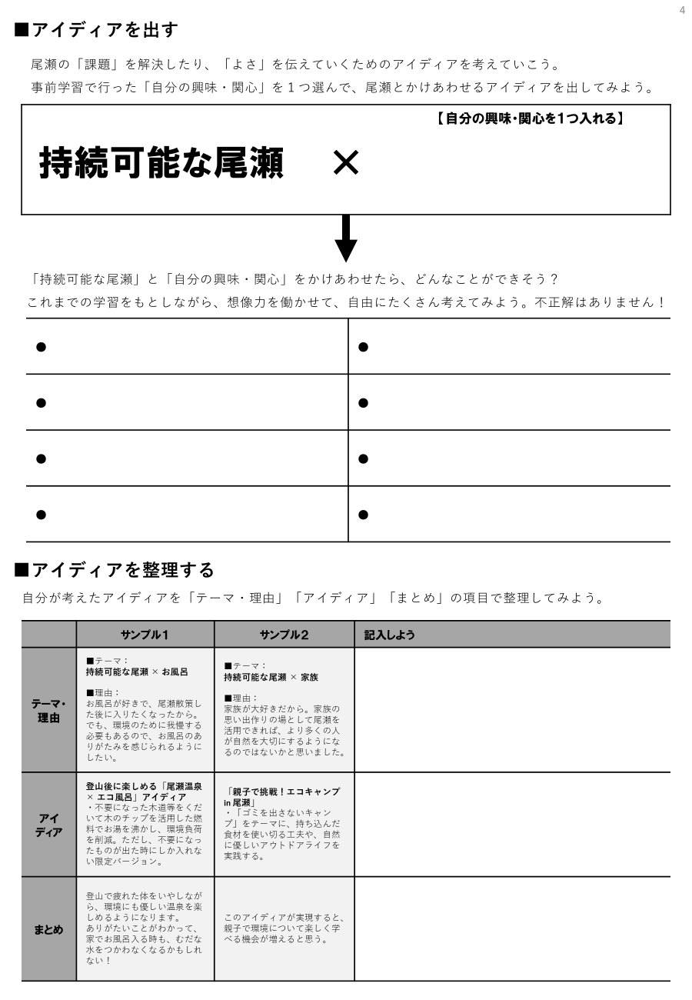 4
■アイディアを出す
尾瀬の「課題」を解決したり、「よさ」を伝えていくためのアイディアを考えていこう。
事前学習で行った「自分の興味・関心」を１つ選んで、尾瀬とかけあわせるアイディアを出してみよう。
【自分の興味・関心を1つ入れる】
持続可能な尾瀬　×
「持続可能な尾瀬」と「自分の興味・関心」をかけあわせたら、どんなことができそう？
これまでの学習をもとしながら、想像力を働かせて、自由にたくさん考えてみよう。不正解はありません！
●
●
●
●
●
●
●
●
■アイディアを整理する
自分が考えたアイディアを「テーマ・理由」「アイディア」「まとめ」の項目で整理してみよう。
サンプル1
サンプル2
記入しよう
テーマ・
理由
■テーマ：
持続可能な尾瀬 × お風呂
■理由：
お風呂が好きで、尾瀬散策し
た後に入りたくなったから。
でも、環境のために我慢する
必要もあるので、お風呂のあ
りがたみを感じられるように
したい。
■テーマ：
持続可能な尾瀬 × 家族
■理由：
家族が大好きだから。家族の
思い出作りの場として尾瀬を
活用できれば、より多くの人
が自然を大切にするようにな
るのではないかと思いました。
アイ
ディア
登山後に楽しめる「尾瀬温泉
× エコ風呂」アイディア
・不要になった木道等をくだ
いて木のチップを活用した燃
料でお湯を沸かし、環境負荷
を削減。ただし、不要になっ
たものが出た時にしか入れな
い限定バージョン。
「親子で挑戦！エコキャンプ
in 尾瀬」
・「ゴミを出さないキャン
プ」をテーマに、持ち込んだ
食材を使い切る工夫や、自然
に優しいアウトドアライフを
実践する。
まとめ
登山で疲れた体をいやしなが
ら、環境にも優しい温泉を楽
しめるようになります。
ありがたいことがわかって、
家でお風呂入る時も、むだな
水をつかわなくなるかもしれ
ない！
このアイディアが実現すると、
親子で環境について楽しく学
べる機会が増えると思う。